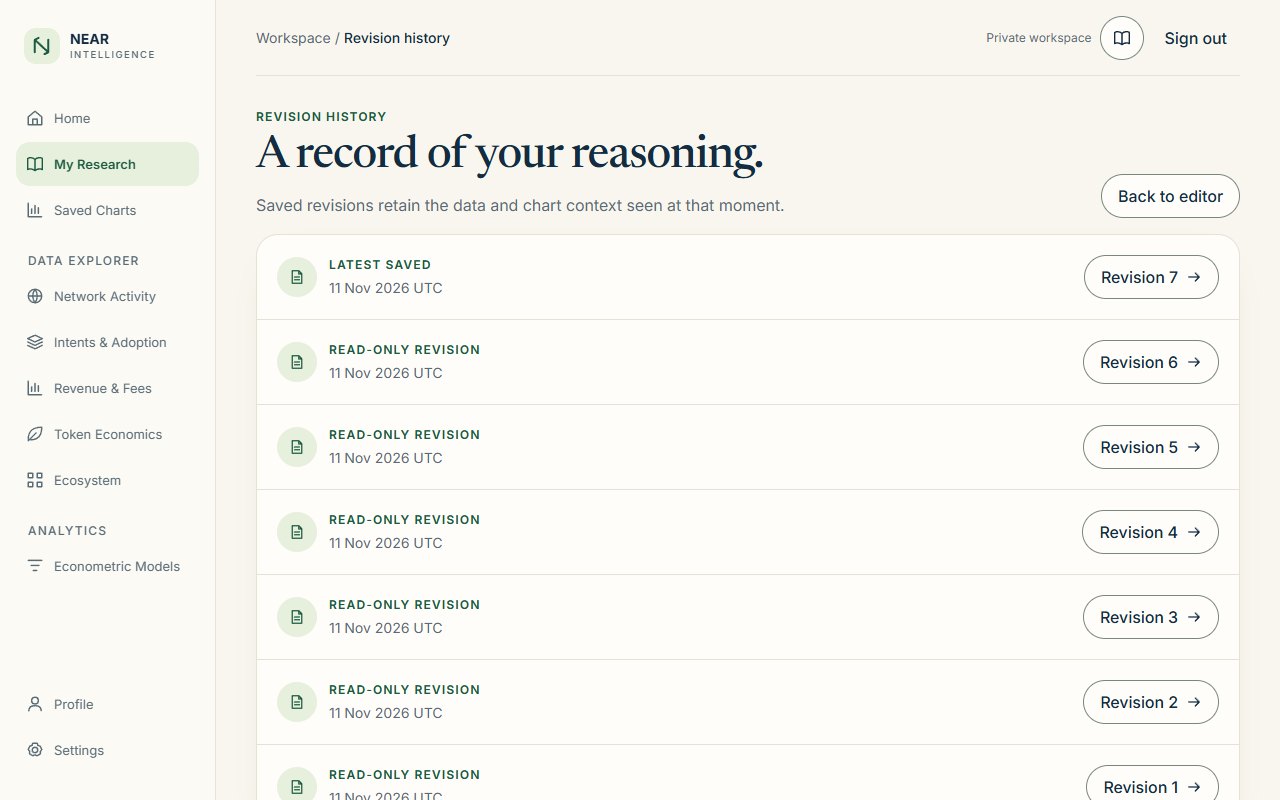 NEAR
INTELLIGENCE
Home
My Research
Saved Charts
DATA EXPLORER
Network Activity
Intents & Adoption
Revenue & Fees
Token Economics
Ecosystem
ANALYTICS
Econometric Models
Profile
Settings
Workspace / Revision history
Private workspace
Sign out
REVISION HISTORY
A record of your reasoning.
Saved revisions retain the data and chart context seen at that moment.
Back to editor
LATEST SAVED
11 Nov 2026 UTC
Revision 7
READ-ONLY REVISION
11 Nov 2026 UTC
Revision 6
READ-ONLY REVISION
11 Nov 2026 UTC
Revision 5
READ-ONLY REVISION
11 Nov 2026 UTC
Revision 4
READ-ONLY REVISION
11 Nov 2026 UTC
Revision 3
READ-ONLY REVISION
11 Nov 2026 UTC
Revision 2
READ-ONLY REVISION
11 Nov 2026 UTC
Revision 1